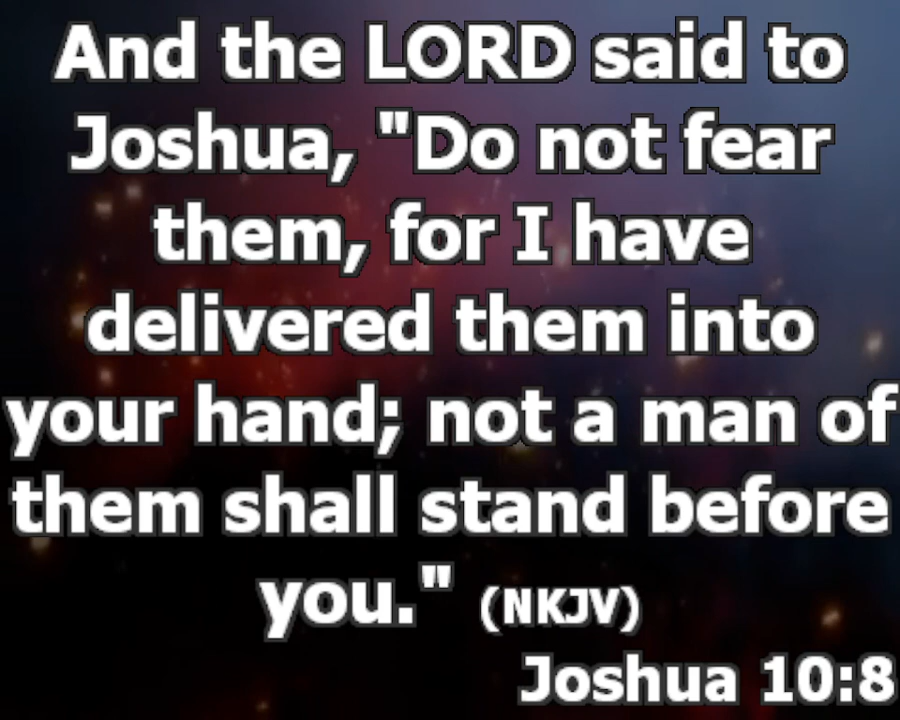 And the LORD said to
Joshua, "Do not fear
them, for I have
delivered them into
your hand; not a man of
them shall stand before
you." (NKJV)
Joshua 10:8